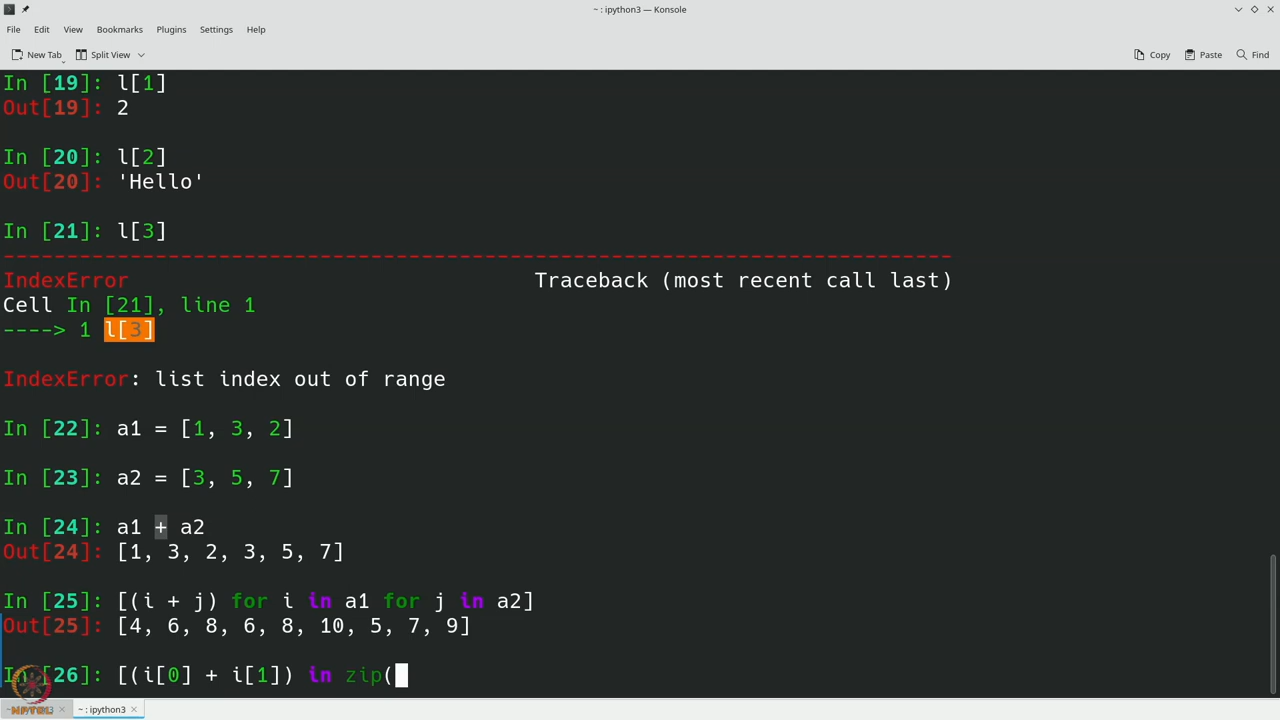 ~ : ipython3 — Konsole
File Edit View Bookmarks Plugins Settings Help
New Tab Split View Copy Paste Find
In [19]: l[1]
Out[19]: 2
In [20]: l[2]
Out[20]: 'Hello'
In [21]: l[3]
---------------------------------------------------------------------------
IndexError Traceback (most recent call last)
Cell In [21], line 1
----> 1 l[3]
IndexError: list index out of range
In [22]: a1 = [1, 3, 2]
In [23]: a2 = [3, 5, 7]
In [24]: a1 + a2
Out[24]: [1, 3, 2, 3, 5, 7]
In [25]: [(i + j) for i in a1 for j in a2]
Out[25]: [4, 6, 8, 6, 8, 10, 5, 7, 9]
In [26]: [(i[0] + i[1]) in zip(
NPTEL
~ : ipython3